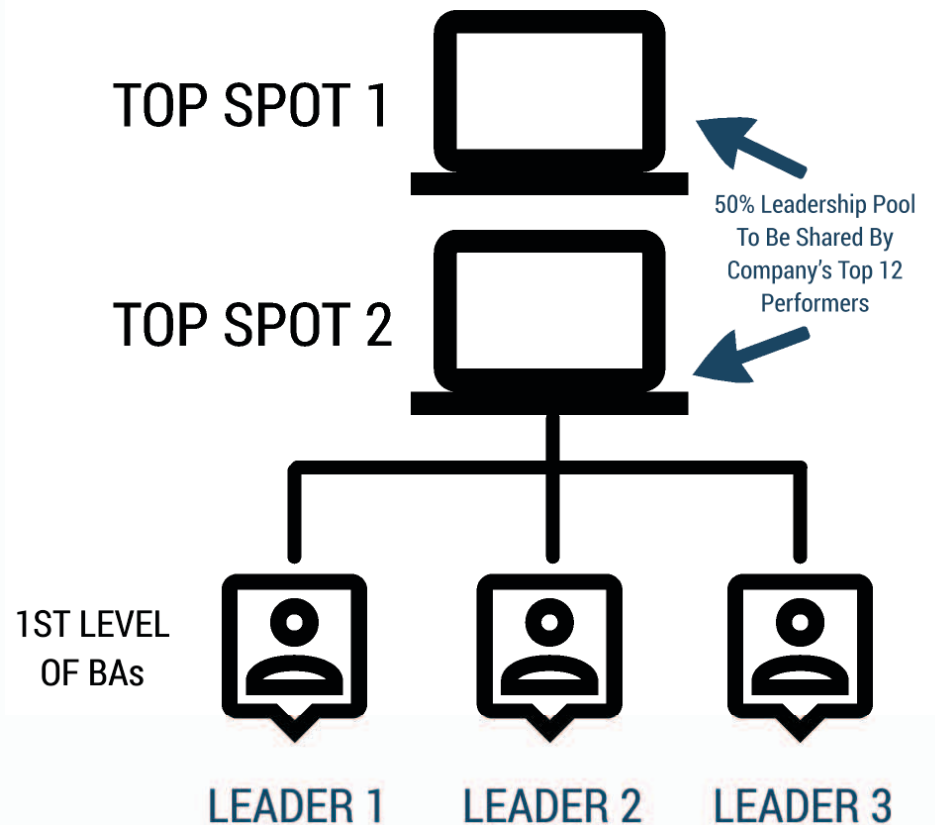 TOP SPOT 1
50% Leadership Pool
To Be Shared By
Company's Top 12
Performers
TOP SPOT 2
1ST LEVEL
OF BAs
LEADER 1
LEADER 2
LEADER 3